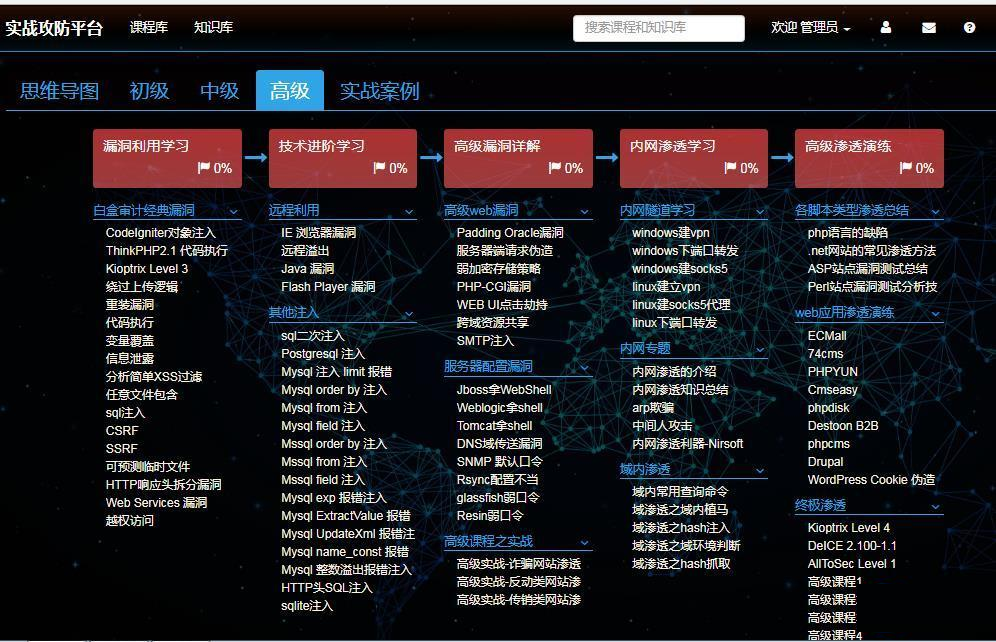 实战攻防平台 课程库 知识库 搜索课程和知识库 欢迎 管理员
思维导图 初级 中级 高级 实战案例
漏洞利用学习
0%
白盒审计经典漏洞
CodeIgniter对象注入
ThinkPHP2.1 代码执行
Kioptrix Level 3
绕过上传逻辑
重装漏洞
代码执行
变量覆盖
信息泄露
分析简单XSS过滤
任意文件包含
sql注入
CSRF
SSRF
可预测临时文件
HTTP响应头拆分漏洞
Web Services 漏洞
越权访问
技术进阶学习
0%
远程利用
IE 浏览器漏洞
远程溢出
Java 漏洞
Flash Player 漏洞
其他注入
sql二次注入
Postgresql 注入
Mysql 注入 limit 报错
Mysql order by 注入
Mysql from 注入
Mysql field 注入
Mssql order by 注入
Mssql from 注入
Mssql field 注入
Mysql exp 报错注入
Mysql ExtractValue 报错
Mysql UpdateXml 报错注
Mysql name_const 报错
Mysql 整数溢出报错注入
HTTP头SQL注入
sqlite注入
高级漏洞详解
0%
高级web漏洞
Padding Oracle漏洞
服务器端请求伪造
弱加密存储策略
PHP-CGI漏洞
WEB UI点击劫持
跨域资源共享
SMTP注入
服务器配置漏洞
Jboss拿WebShell
Weblogic拿shell
Tomcat拿shell
DNS域传送漏洞
SNMP 默认口令
Rsync配置不当
glassfish弱口令
Resin弱口令
高级课程之实战
高级实战-诈骗网站渗透
高级实战-反动类网站渗
高级实战-传销类网站渗
内网渗透学习
0%
内网隧道学习
windows建vpn
windows下端口转发
windows建socks5
linux建立vpn
linux建socks5代理
linux下端口转发
内网专题
内网渗透的介绍
内网渗透知识总结
arp欺骗
中间人攻击
内网渗透利器-Nirsoft
域内渗透
域内常用查询命令
域渗透之域内植马
域渗透之hash注入
域渗透之域环境判断
域渗透之hash抓取
高级渗透演练
0%
各脚本类型渗透总结
php语言的缺陷
.net网站的常见渗透方法
ASP站点漏洞测试总结
Perl站点漏洞测试分析技
web应用渗透演练
ECMall
74cms
PHPYUN
Cmseasy
phpdisk
Destoon B2B
phpcms
Drupal
WordPress Cookie 伪造
终极渗透
Kioptrix Level 4
DeICE 2.100-1.1
AllToSec Level 1
高级课程1
高级课程
高级课程
高级课程4